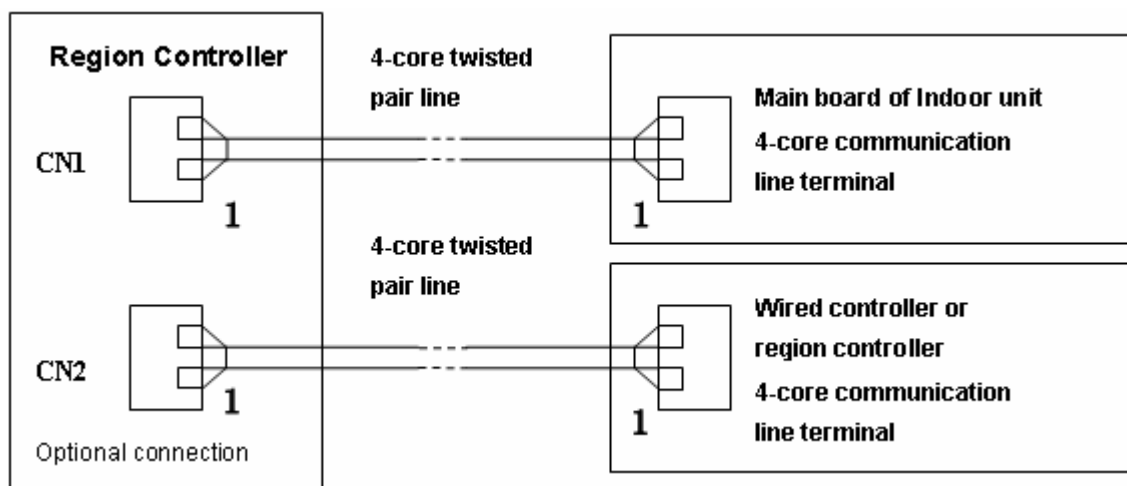 Region Controller
4-core twisted
pair line
Main board of Indoor unit
4-core communication
line terminal
CN1
1
1
4-core twisted
pair line
Wired controller or
region controller
4-core communication
line terminal
CN2
1
1
Optional connection